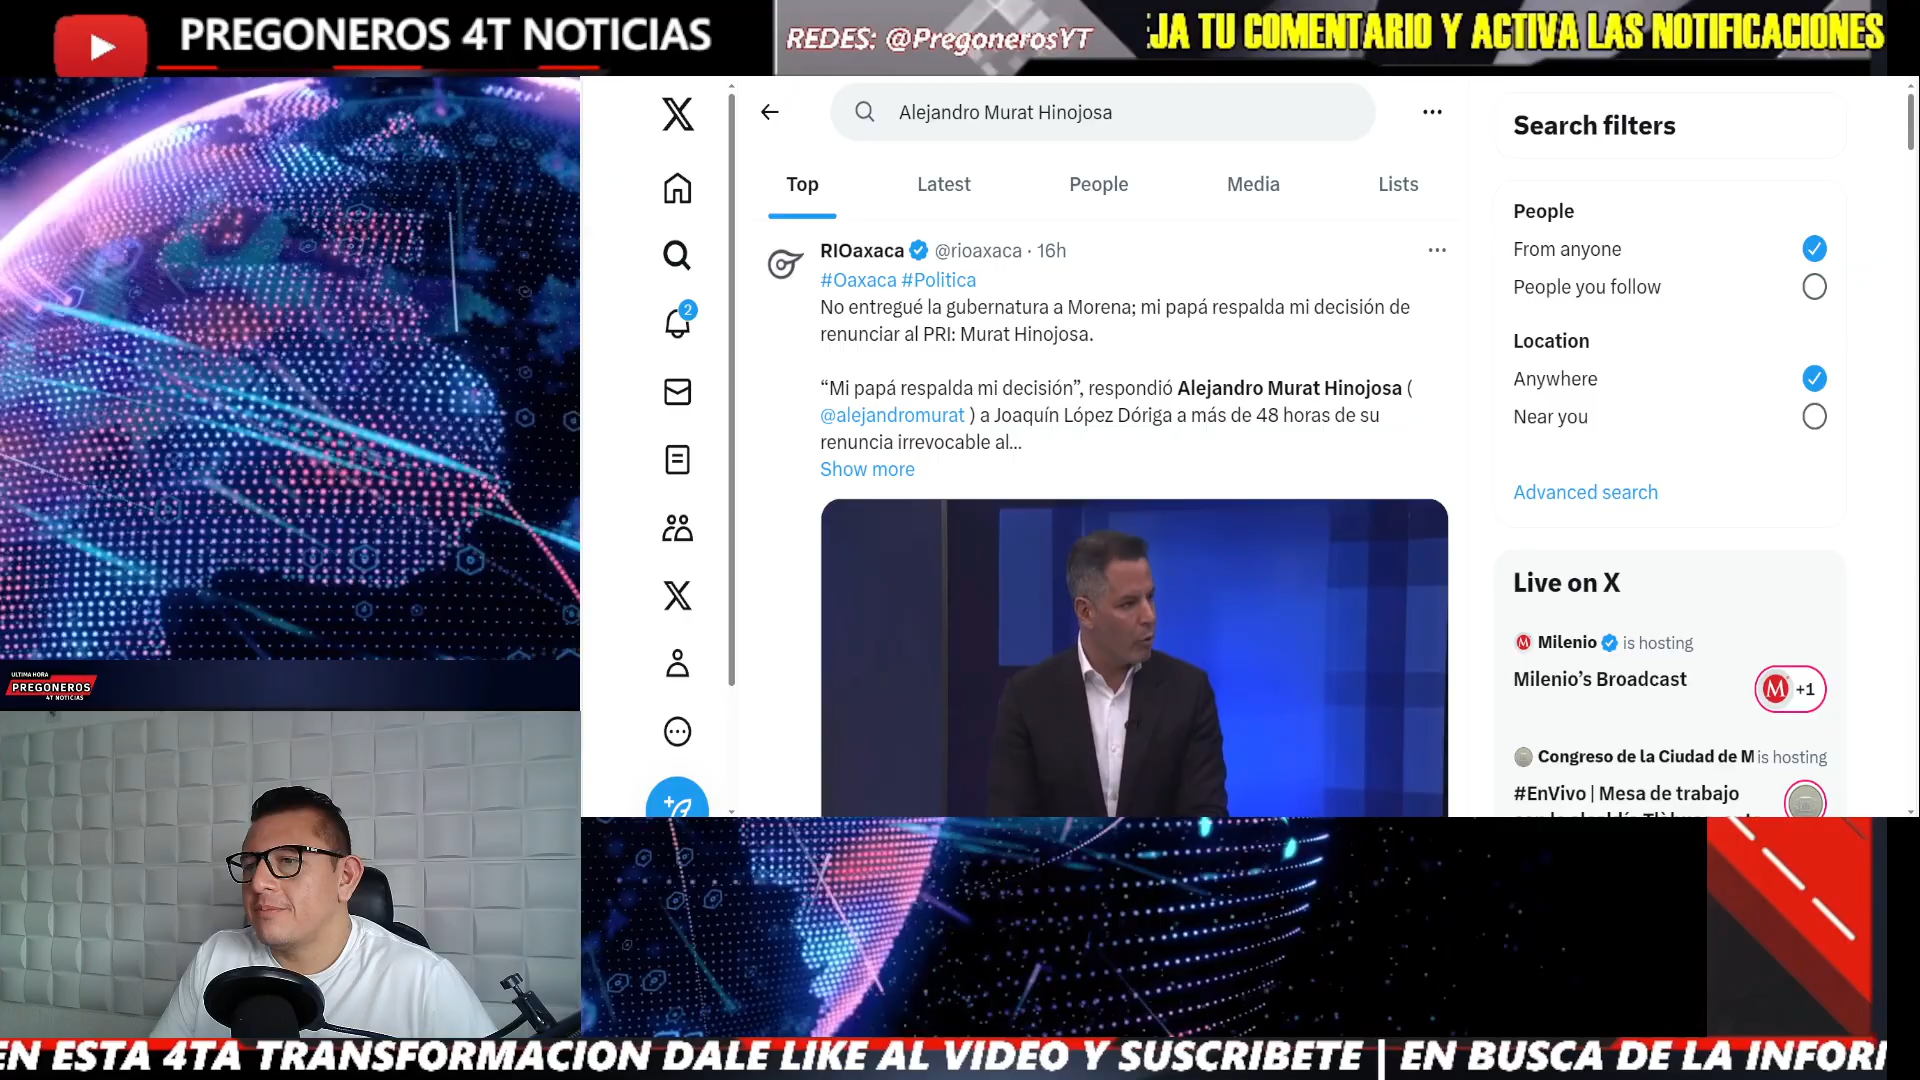 PREGONEROS 4T NOTICIAS
REDES: @PregonerosYT
JA TU COMENTARIO Y ACTIVA LAS NOTIFICACIONES
Alejandro Murat Hinojosa
Top
Latest
People
Media
Lists
RIOaxaca @rioaxaca · 16h
#Oaxaca #Politica
No entregué la gubernatura a Morena; mi papá respalda mi decisión de
renunciar al PRI: Murat Hinojosa.
“Mi papá respalda mi decisión”, respondió Alejandro Murat Hinojosa (
@alejandromurat ) a Joaquín López Dóriga a más de 48 horas de su
renuncia irrevocable al...
Show more
2
Search filters
People
From anyone
People you follow
Location
Anywhere
Near you
Advanced search
Live on X
Milenio is hosting
Milenio’s Broadcast
M +1
Congreso de la Ciudad de M is hosting
#EnVivo | Mesa de trabajo
ULTIMA HORA
PREGONEROS
4T NOTICIAS
EN ESTA 4TA TRANSFORMACION DALE LIKE AL VIDEO Y SUSCRIBETE | EN BUSCA DE LA INFOR